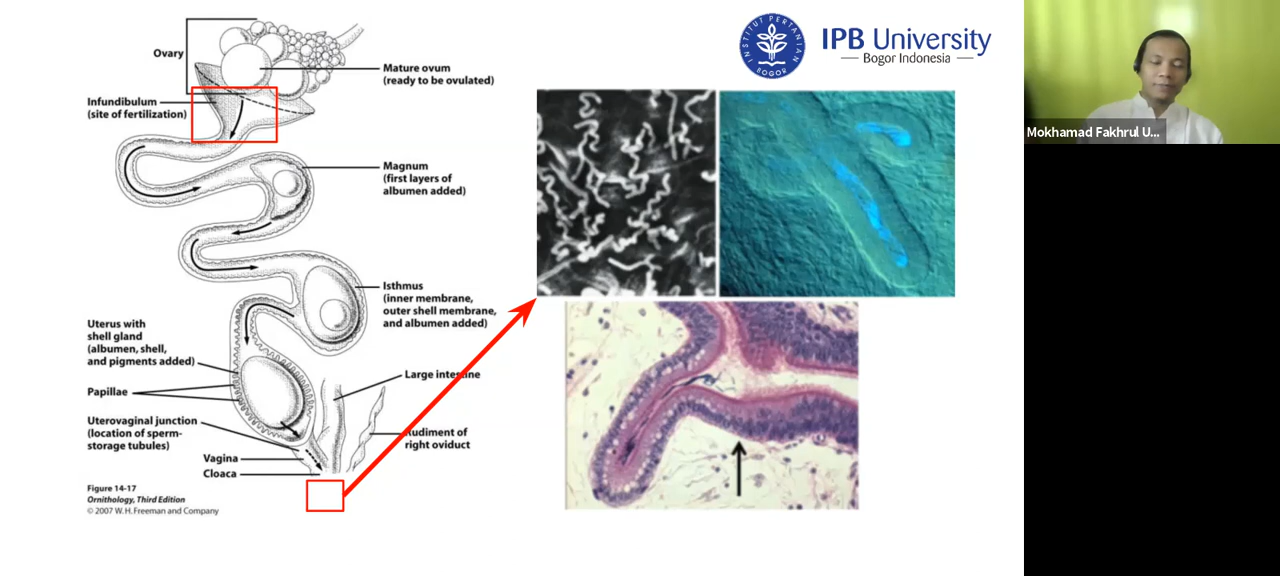 Ovary
Mature ovum
(ready to be ovulated)
Infundibulum
(site of fertilization)
Magnum
(first layers of
albumen added)
Isthmus
(inner membrane,
outer shell membrane,
and albumen added)
Uterus with
shell gland
(albumen, shell,
and pigments added)
Papillae
Large intestine
Uterovaginal junction
(location of sperm-
storage tubules)
Rudiment of
right oviduct
Vagina
Cloaca
Figure 14-17
Ornithology, Third Edition
© 2007 W. H. Freeman and Company
INSTITUT PERTANIAN
BOGOR
IPB University
Bogor Indonesia
Mokhamad Fakhrul U...